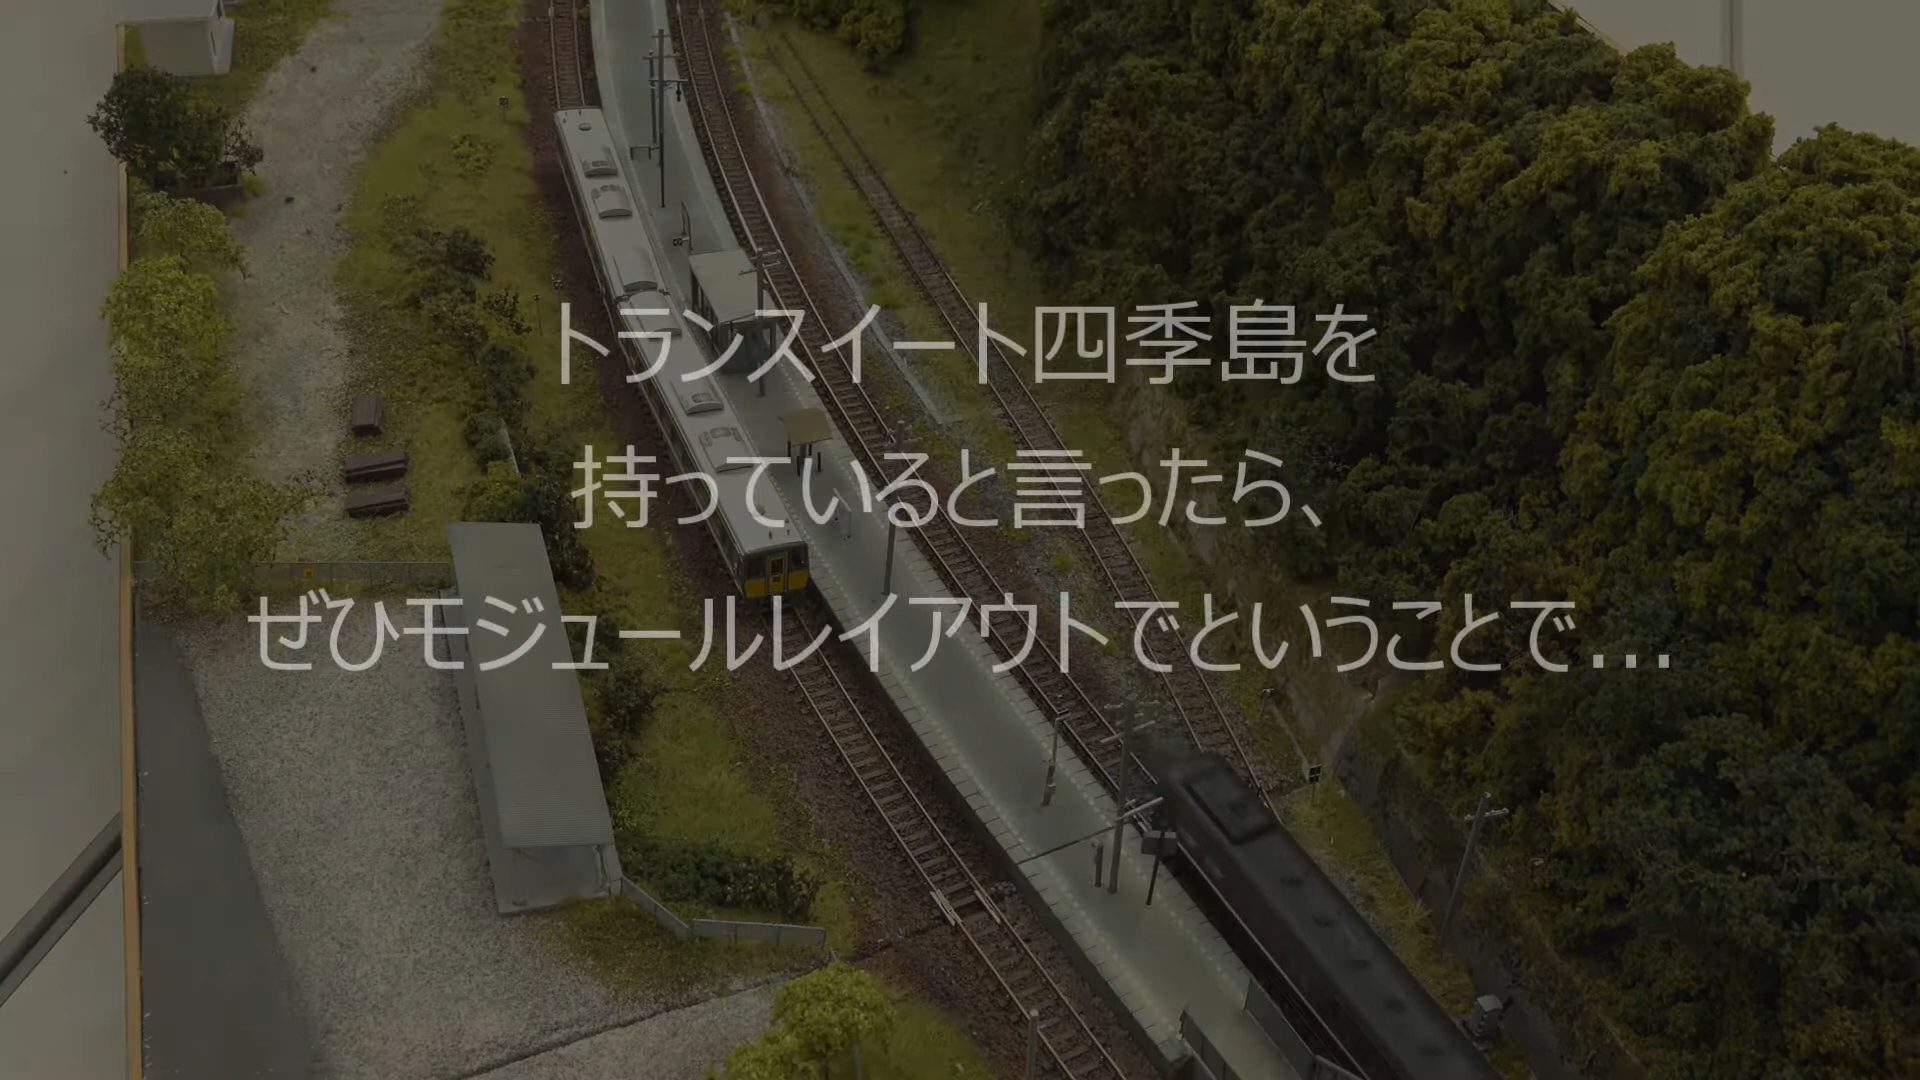 トランスイート四季島を
持っていると言ったら、
ぜひモジュールレイアウトでということで…